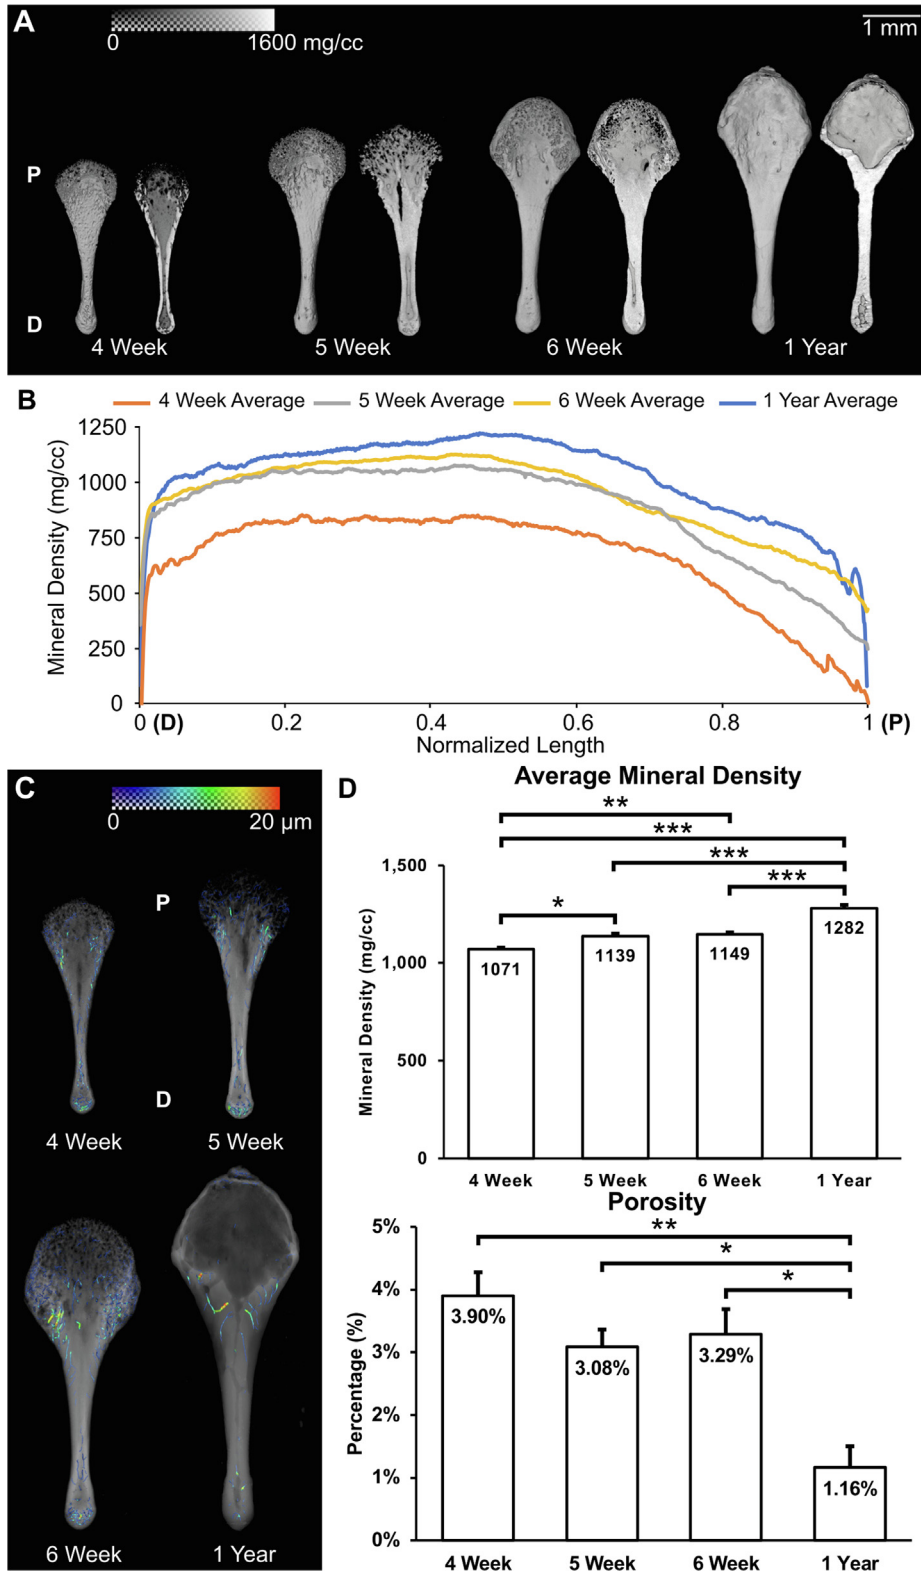 A
0 1600 mg/cc
1 mm
P
D
4 Week 5 Week 6 Week 1 Year
B
4 Week Average 5 Week Average 6 Week Average 1 Year Average
Mineral Density (mg/cc)
1250
1000
750
500
250
0
0 (D) 0.2 0.4 0.6 0.8 1 (P)
Normalized Length
C
0 20 µm
P
D
4 Week 5 Week
6 Week 1 Year
D
Average Mineral Density
**
***
***
***
*
Mineral Density (mg/cc)
1,500
1,000
500
0
1071 1139 1149 1282
4 Week 5 Week 6 Week 1 Year
Porosity
**
*
*
Percentage (%)
5%
4%
3%
2%
1%
0%
3.90% 3.08% 3.29% 1.16%
4 Week 5 Week 6 Week 1 Year